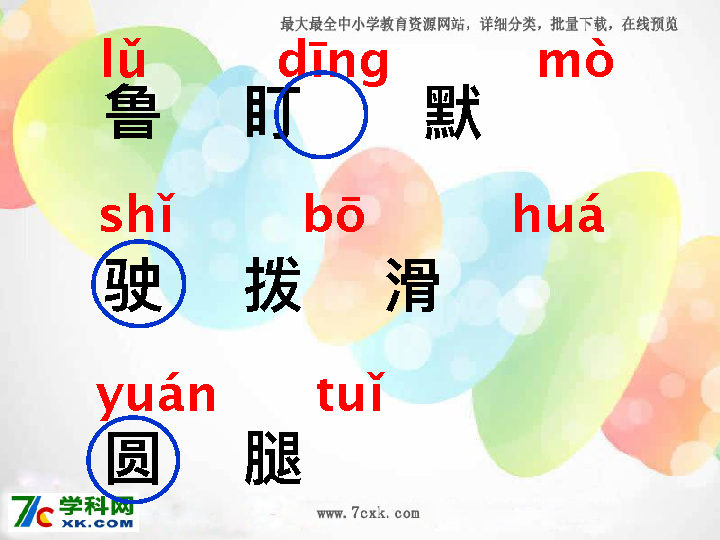 最大最全中小学教育资源网站，详细分类，批量下载，在线预览
lǔ dīng mò
鲁 盯 默
shǐ bō huá
驶 拨 滑
yuán tuǐ
圆 腿
7C 学科网
XK.COM
www.7cxk.com